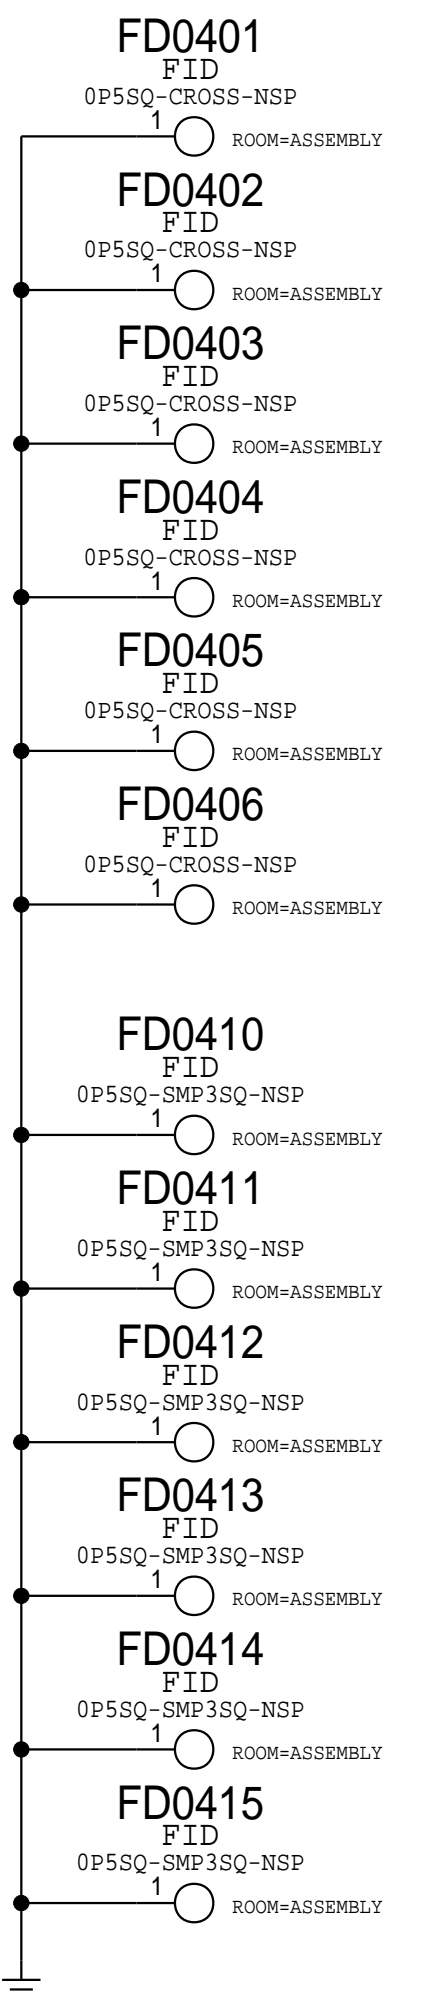 FD0401
FID
0P5SQ-CROSS-NSP
1
ROOM=ASSEMBLY
FD0402
FID
0P5SQ-CROSS-NSP
1
ROOM=ASSEMBLY
FD0403
FID
0P5SQ-CROSS-NSP
1
ROOM=ASSEMBLY
FD0404
FID
0P5SQ-CROSS-NSP
1
ROOM=ASSEMBLY
FD0405
FID
0P5SQ-CROSS-NSP
1
ROOM=ASSEMBLY
FD0406
FID
0P5SQ-CROSS-NSP
1
ROOM=ASSEMBLY
FD0410
FID
0P5SQ-SMP3SQ-NSP
1
ROOM=ASSEMBLY
FD0411
FID
0P5SQ-SMP3SQ-NSP
1
ROOM=ASSEMBLY
FD0412
FID
0P5SQ-SMP3SQ-NSP
1
ROOM=ASSEMBLY
FD0413
FID
0P5SQ-SMP3SQ-NSP
1
ROOM=ASSEMBLY
FD0414
FID
0P5SQ-SMP3SQ-NSP
1
ROOM=ASSEMBLY
FD0415
FID
0P5SQ-SMP3SQ-NSP
1
ROOM=ASSEMBLY